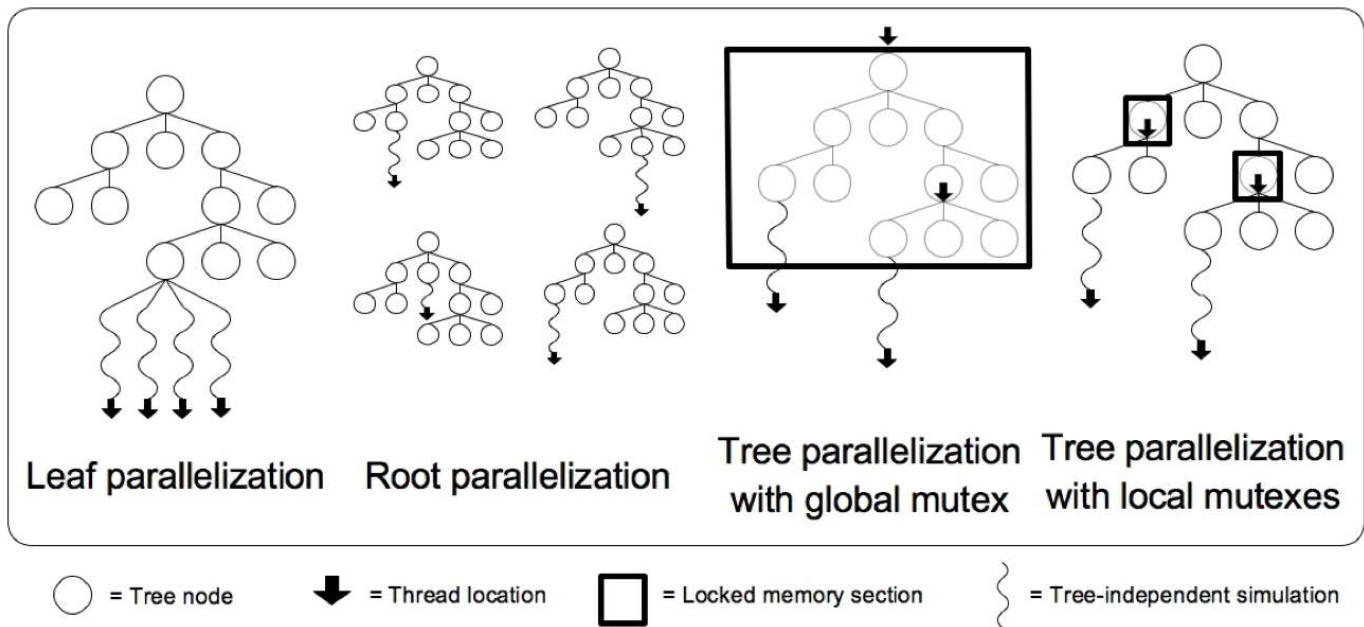 Leaf parallelization
Root parallelization
Tree parallelization
with global mutex
Tree parallelization
with local mutexes
= Tree node
= Thread location
= Locked memory section
= Tree-independent simulation